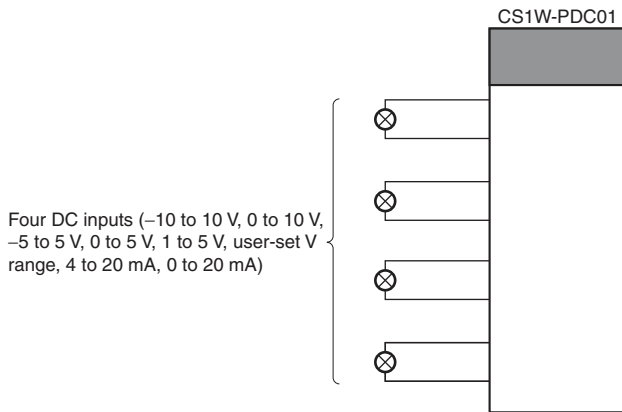 CS1W-PDC01
Four DC inputs (−10 to 10 V, 0 to 10 V,
−5 to 5 V, 0 to 5 V, 1 to 5 V, user-set V
range, 4 to 20 mA, 0 to 20 mA)